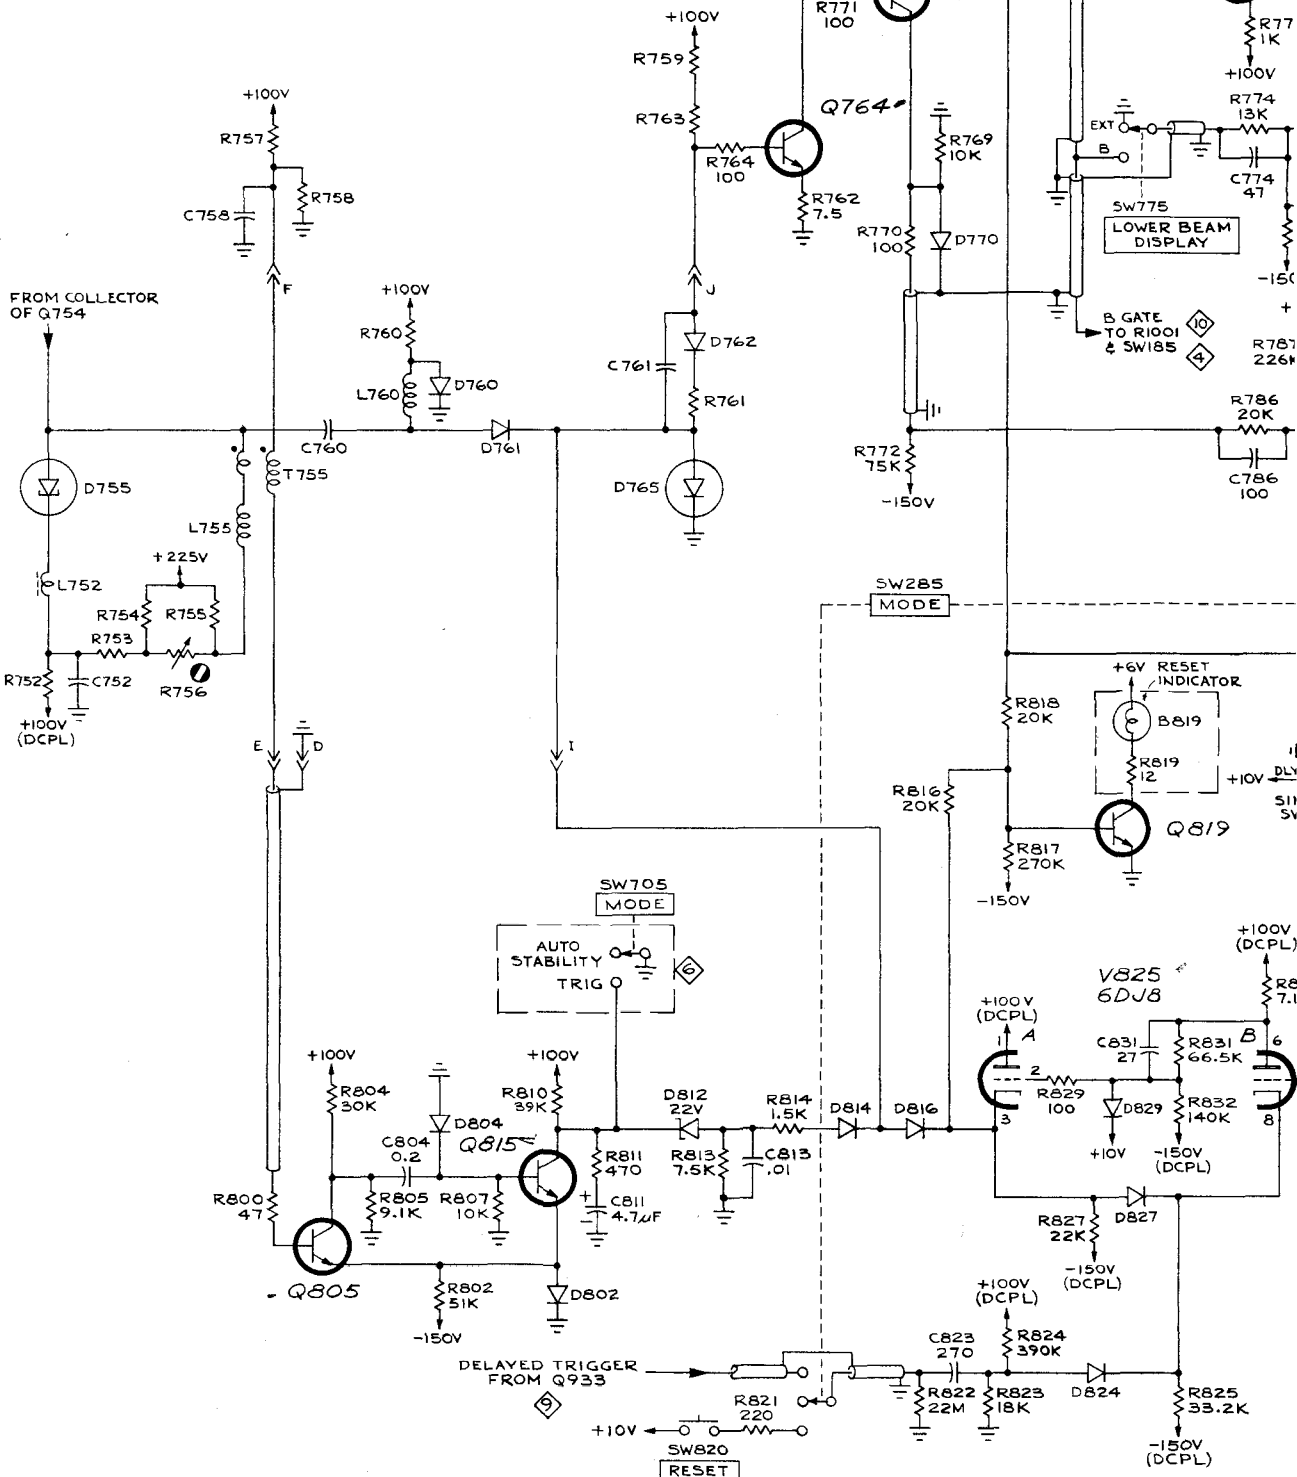 +100V
R759
R763
R771
100
R77
1K
+100V
+100V
R757
R758
C758
F
Q764
R764
100
R762
7.5
R769
10K
R770
100
D770
EXT
B
R774
13K
C774
47
SW775
LOWER BEAM
DISPLAY
-150
+
FROM COLLECTOR
OF Q754
+100V
R760
L760
D760
J
C761
D762
R761
B GATE
TO R1001
& SW185
10
4
R787
226K
R786
20K
C786
100
D755
T755
C760
D761
D765
R772
75K
-150V
L755
L752
+225V
R754
R755
R753
R752
C752
R756
+100V
(DCPL)
SW285
MODE
+6V
RESET
INDICATOR
B819
R819
12
R818
20K
E
D
I
R816
20K
+10V
DLY
SIN
SW
Q819
R817
270K
-150V
SW705
MODE
AUTO
STABILITY
TRIG
6
V825
6DJ8
+100V
(DCPL)
R8
7.1
+100V
(DCPL)
1
A
2
3
C831
27
R831
66.5K
B
6
8
R829
100
D829
+10V
R832
140K
-150V
(DCPL)
+100V
R804
30K
D804
+100V
R810
39K
C804
0.2
Q815
D812
22V
R814
1.5K
D814
D816
R805
9.1K
R807
10K
R811
470
+
C811
4.7µF
-
R813
7.5K
C813
.01
R800
47
Q805
R802
51K
-150V
D802
R827
22K
-150V
(DCPL)
D827
+100V
(DCPL)
DELAYED TRIGGER
FROM Q933
9
C823
270
R824
390K
R822
22M
R823
18K
D824
R825
33.2K
-150V
(DCPL)
R821
220
+10V
SW820
RESET